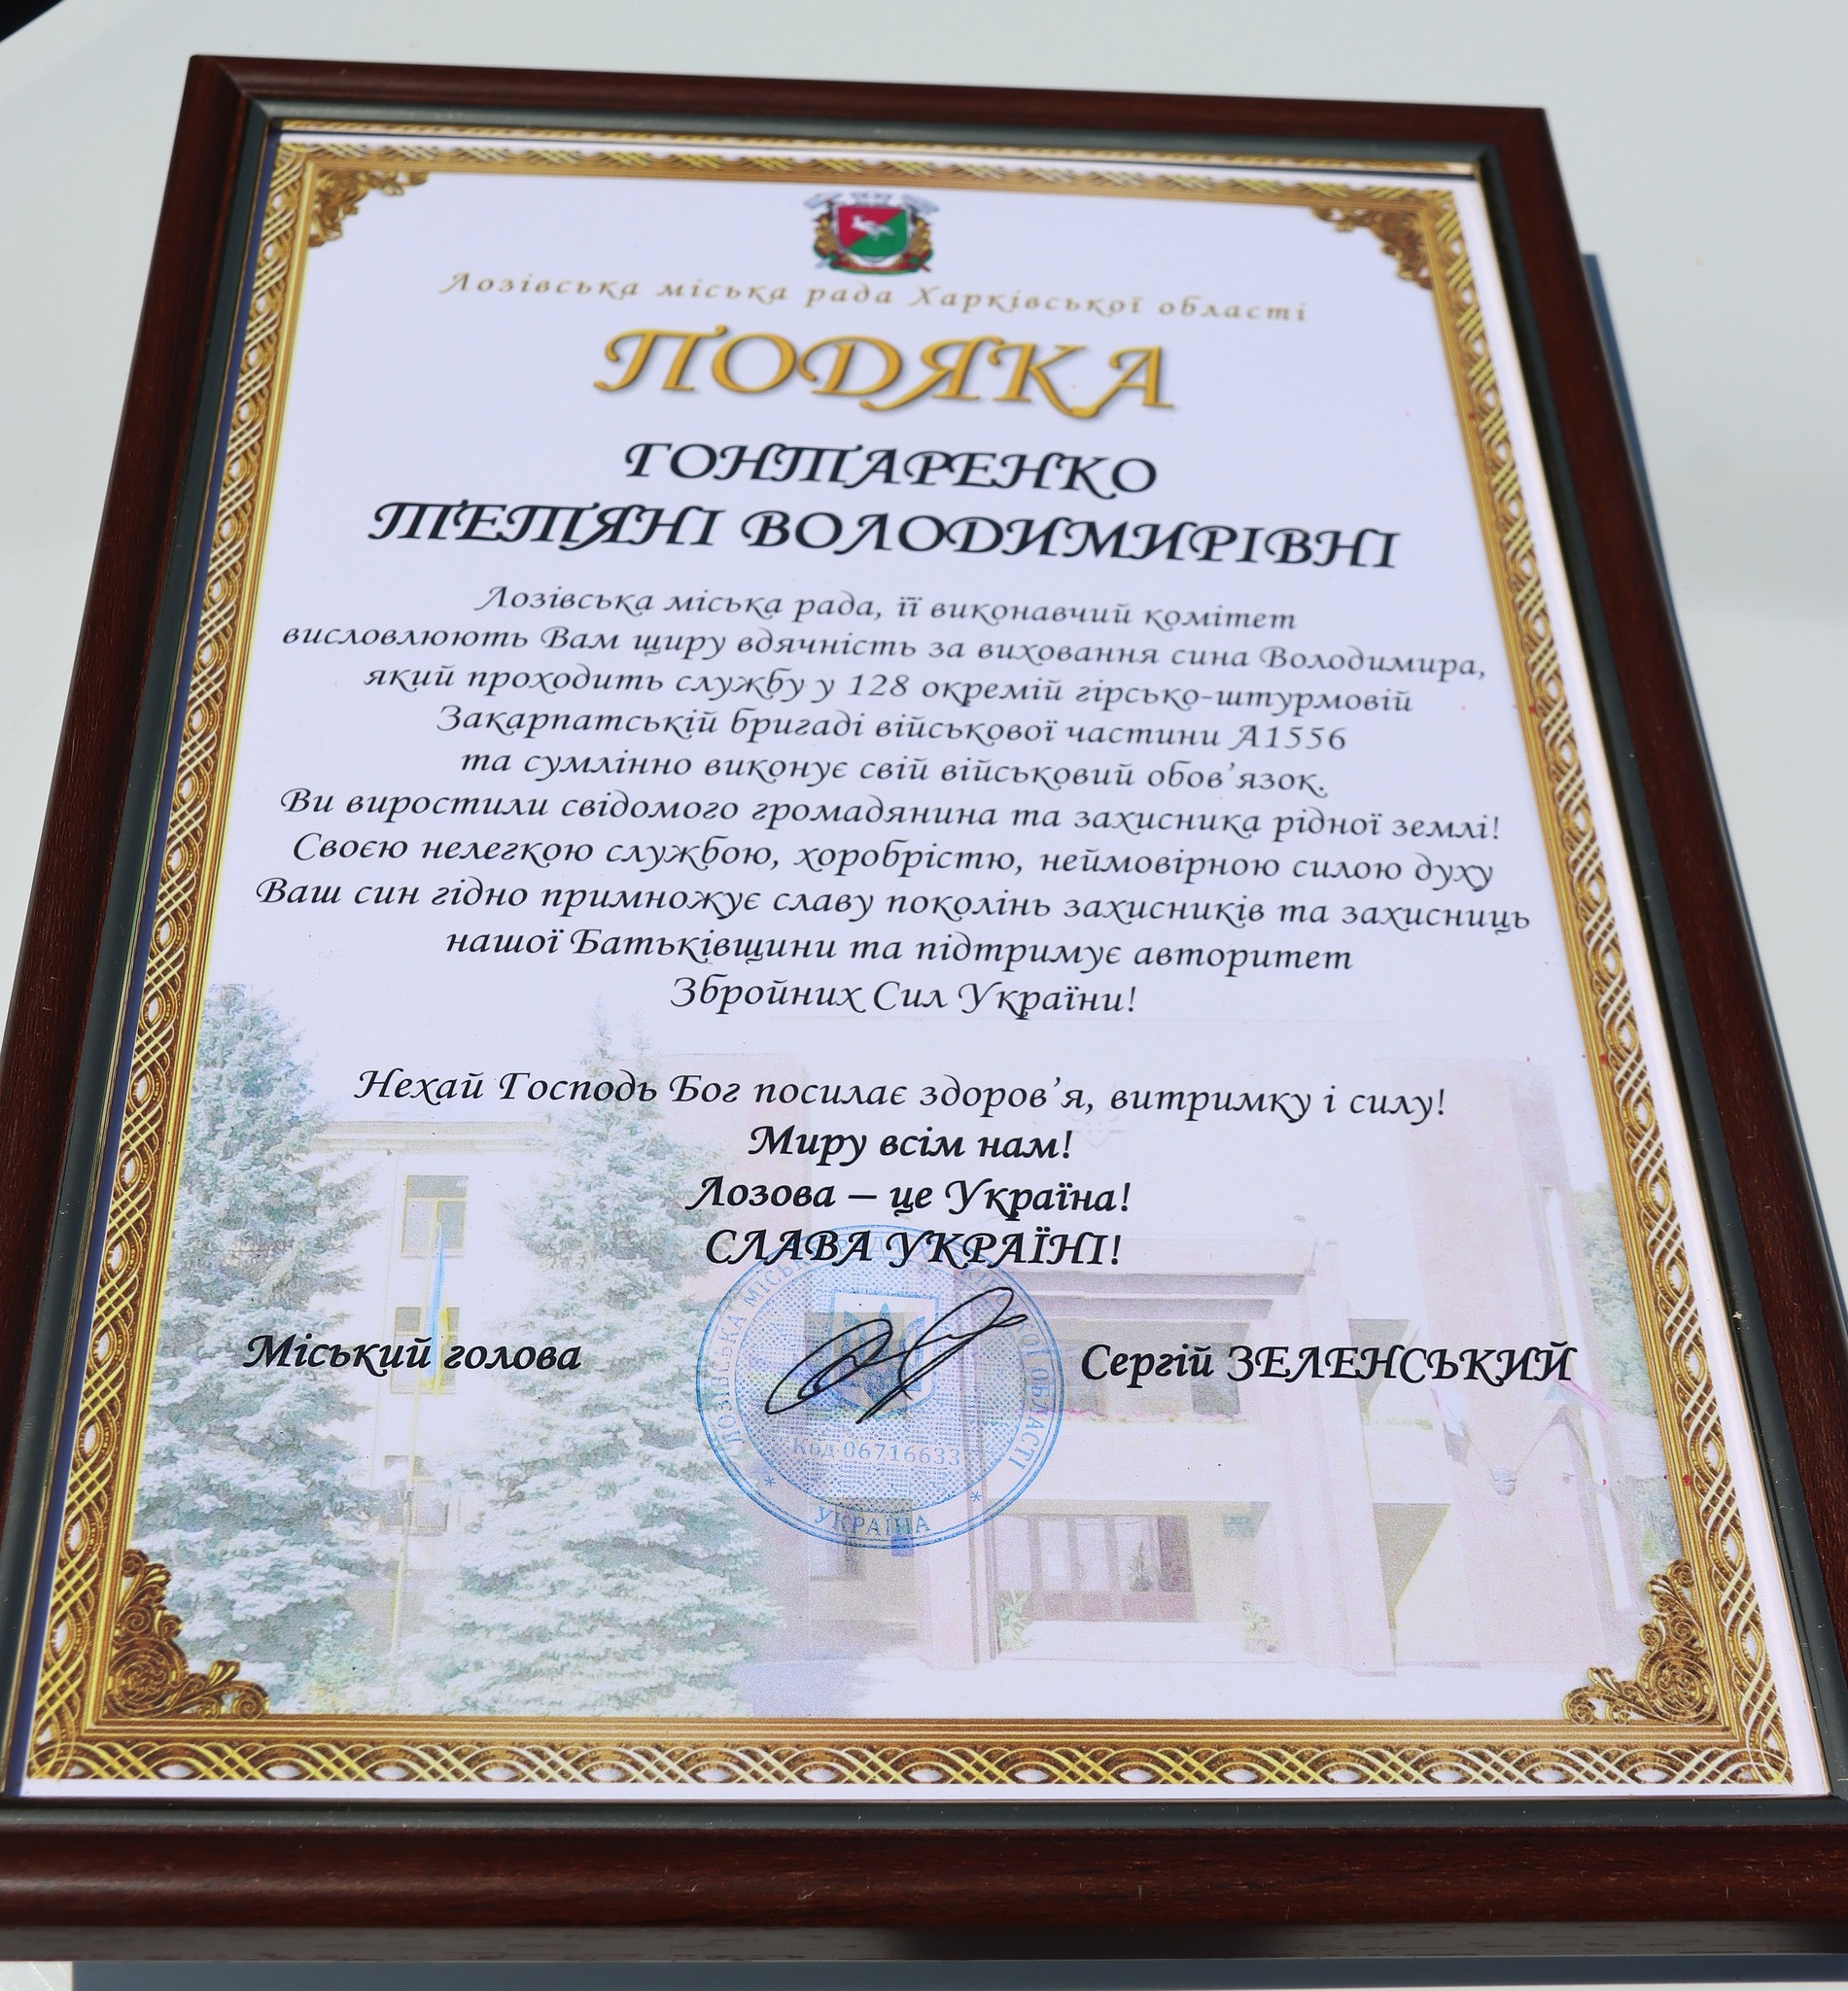 Лозівська міська рада Харківської області
ПОДЯКА
ГОНТАРЕНКО
ТЕТЯНІ ВОЛОДИМИРІВНІ
Лозівська міська рада, її виконавчий комітет
висловлюють Вам щиру вдячність за виховання сина Володимира,
який проходить службу у 128 окремій гірсько-штурмовій
Закарпатській бригаді військової частини А1556
та сумлінно виконує свій військовий обов’язок.
Ви виростили свідомого громадянина та захисника рідної землі!
Своєю нелегкою службою, хоробрістю, неймовірною силою духу
Ваш син гідно примножує славу поколінь захисників та захисниць
нашої Батьківщини та підтримує авторитет
Збройних Сил України!
Нехай Господь Бог посилає здоров’я, витримку і силу!
Миру всім нам!
Лозова – це Україна!
СЛАВА УКРАЇНІ!
Міський голова Сергій ЗЕЛЕНСЬКИЙ
ЛОЗІВСЬКА ОБЛАСТІ
Код 06716633
* УКРАЇНА *